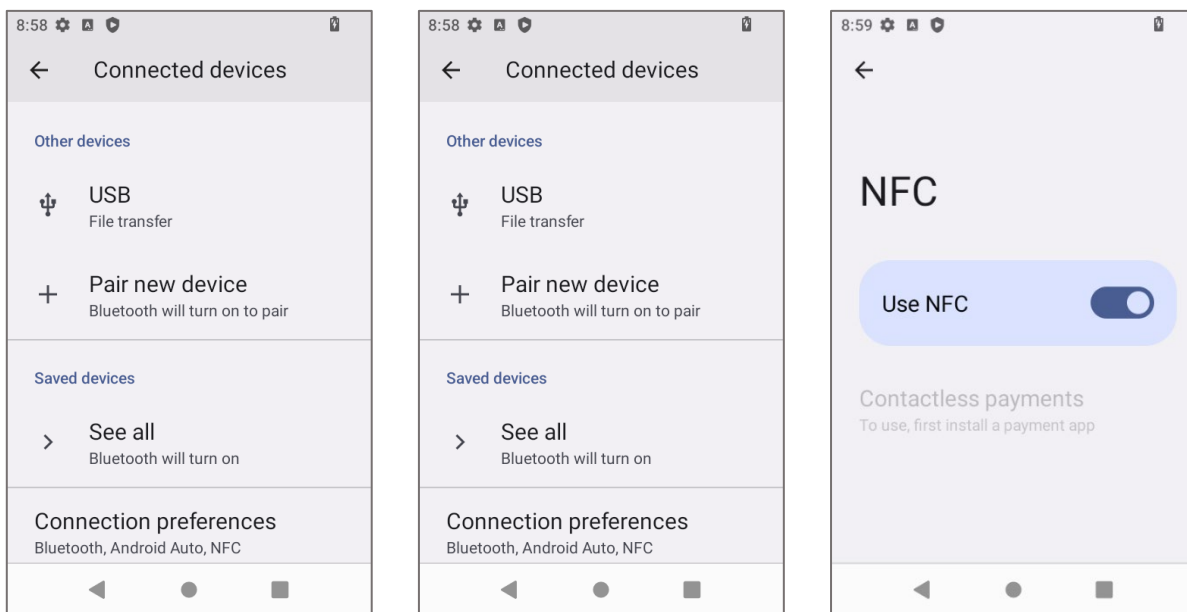 8:58
Connected devices
Other devices
USB
File transfer
Pair new device
Bluetooth will turn on to pair
Saved devices
See all
Bluetooth will turn on
Connection preferences
Bluetooth, Android Auto, NFC
8:58
Connected devices
Other devices
USB
File transfer
Pair new device
Bluetooth will turn on to pair
Saved devices
See all
Bluetooth will turn on
Connection preferences
Bluetooth, Android Auto, NFC
8:59
NFC
Use NFC
Contactless payments
To use, first install a payment app